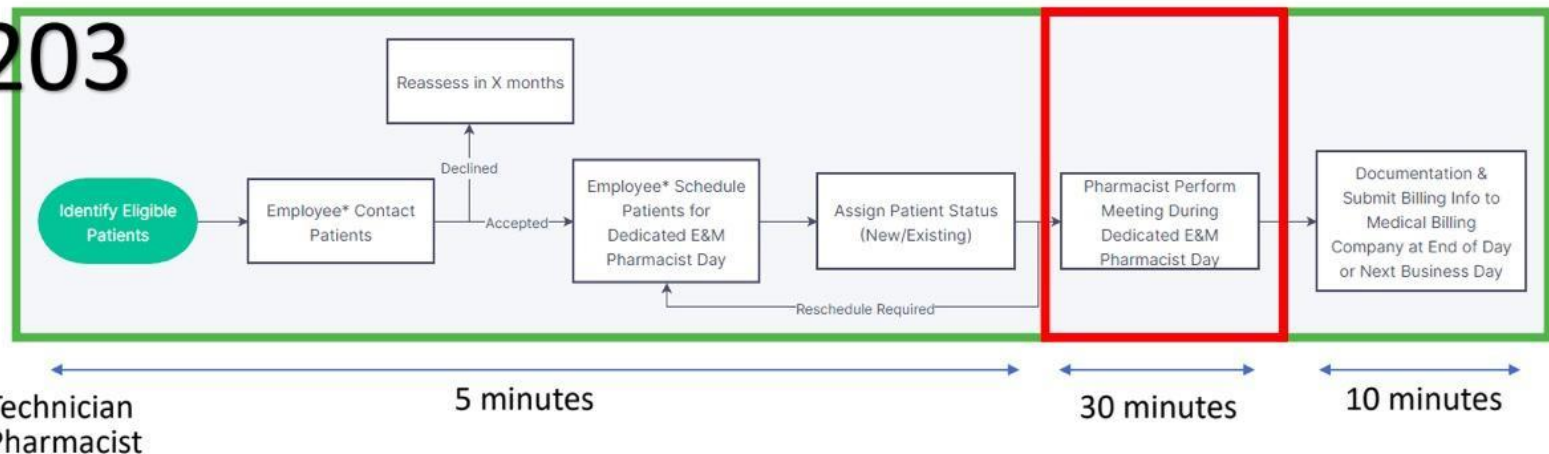 203
Reassess in X months
Declined
Identify Eligible
Patients
Employee* Contact
Patients
Accepted
Employee* Schedule
Patients for
Dedicated E&M
Pharmacist Day
Assign Patient Status
(New/Existing)
Reschedule Required
Pharmacist Perform
Meeting During
Dedicated E&M
Pharmacist Day
Documentation &
Submit Billing Info to
Medical Billing
Company at End of Day
or Next Business Day
5 minutes
30 minutes
10 minutes
Technician
Pharmacist